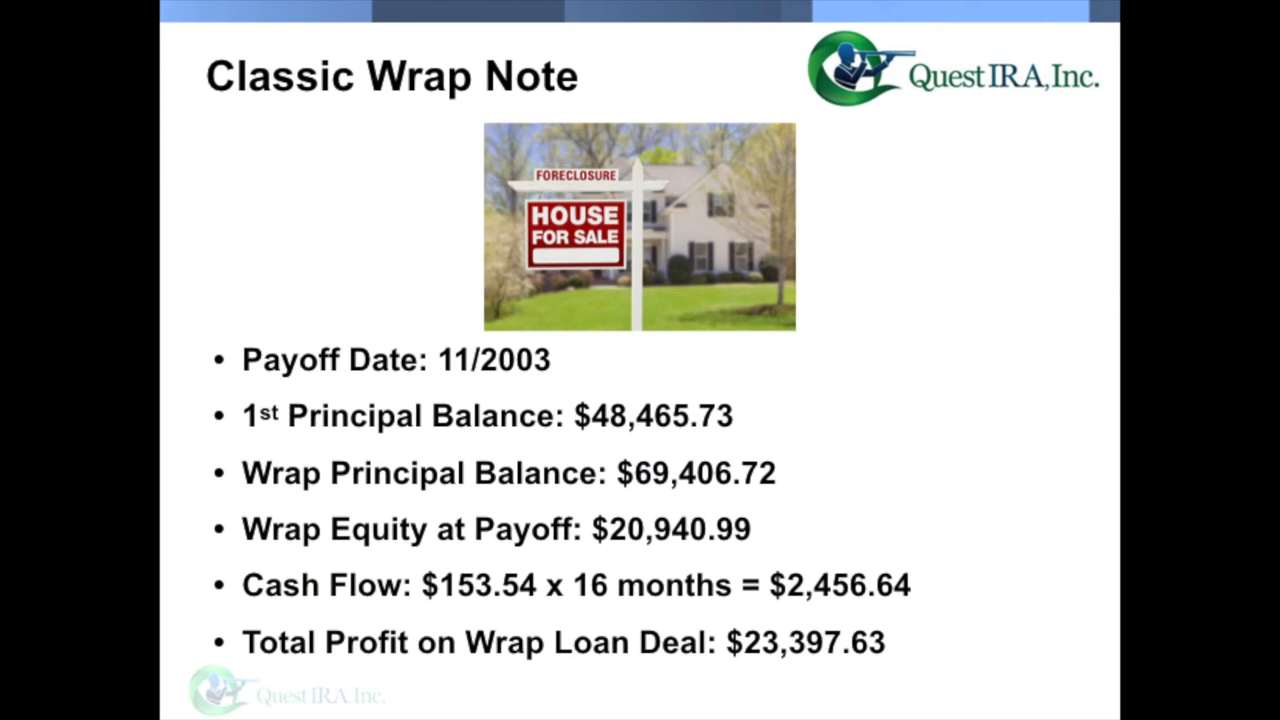 Classic Wrap Note
Quest IRA, Inc.
FORECLOSURE
HOUSE
FOR SALE
• Payoff Date: 11/2003
• 1st Principal Balance: $48,465.73
• Wrap Principal Balance: $69,406.72
• Wrap Equity at Payoff: $20,940.99
• Cash Flow: $153.54 x 16 months = $2,456.64
• Total Profit on Wrap Loan Deal: $23,397.63
Quest IRA, Inc.